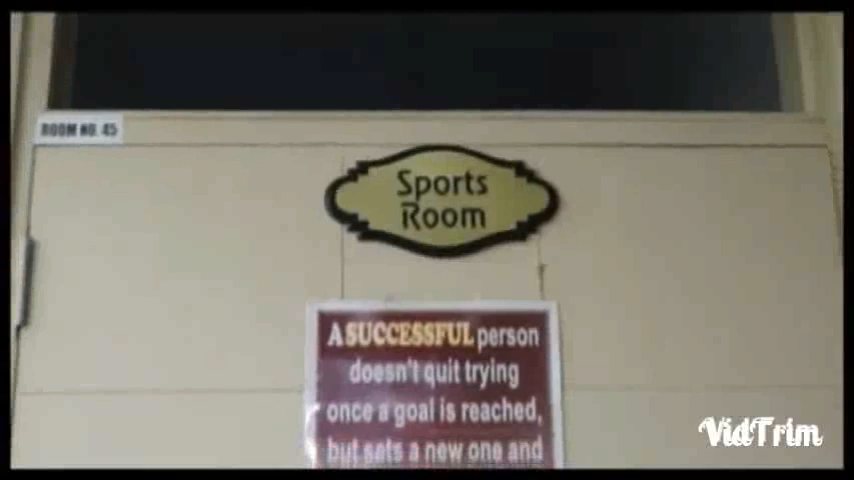 ROOM NO. 45
Sports
Room
A SUCCESSFUL person
doesn't quit trying
once a goal is reached,
but sets a new one and
VidTrim